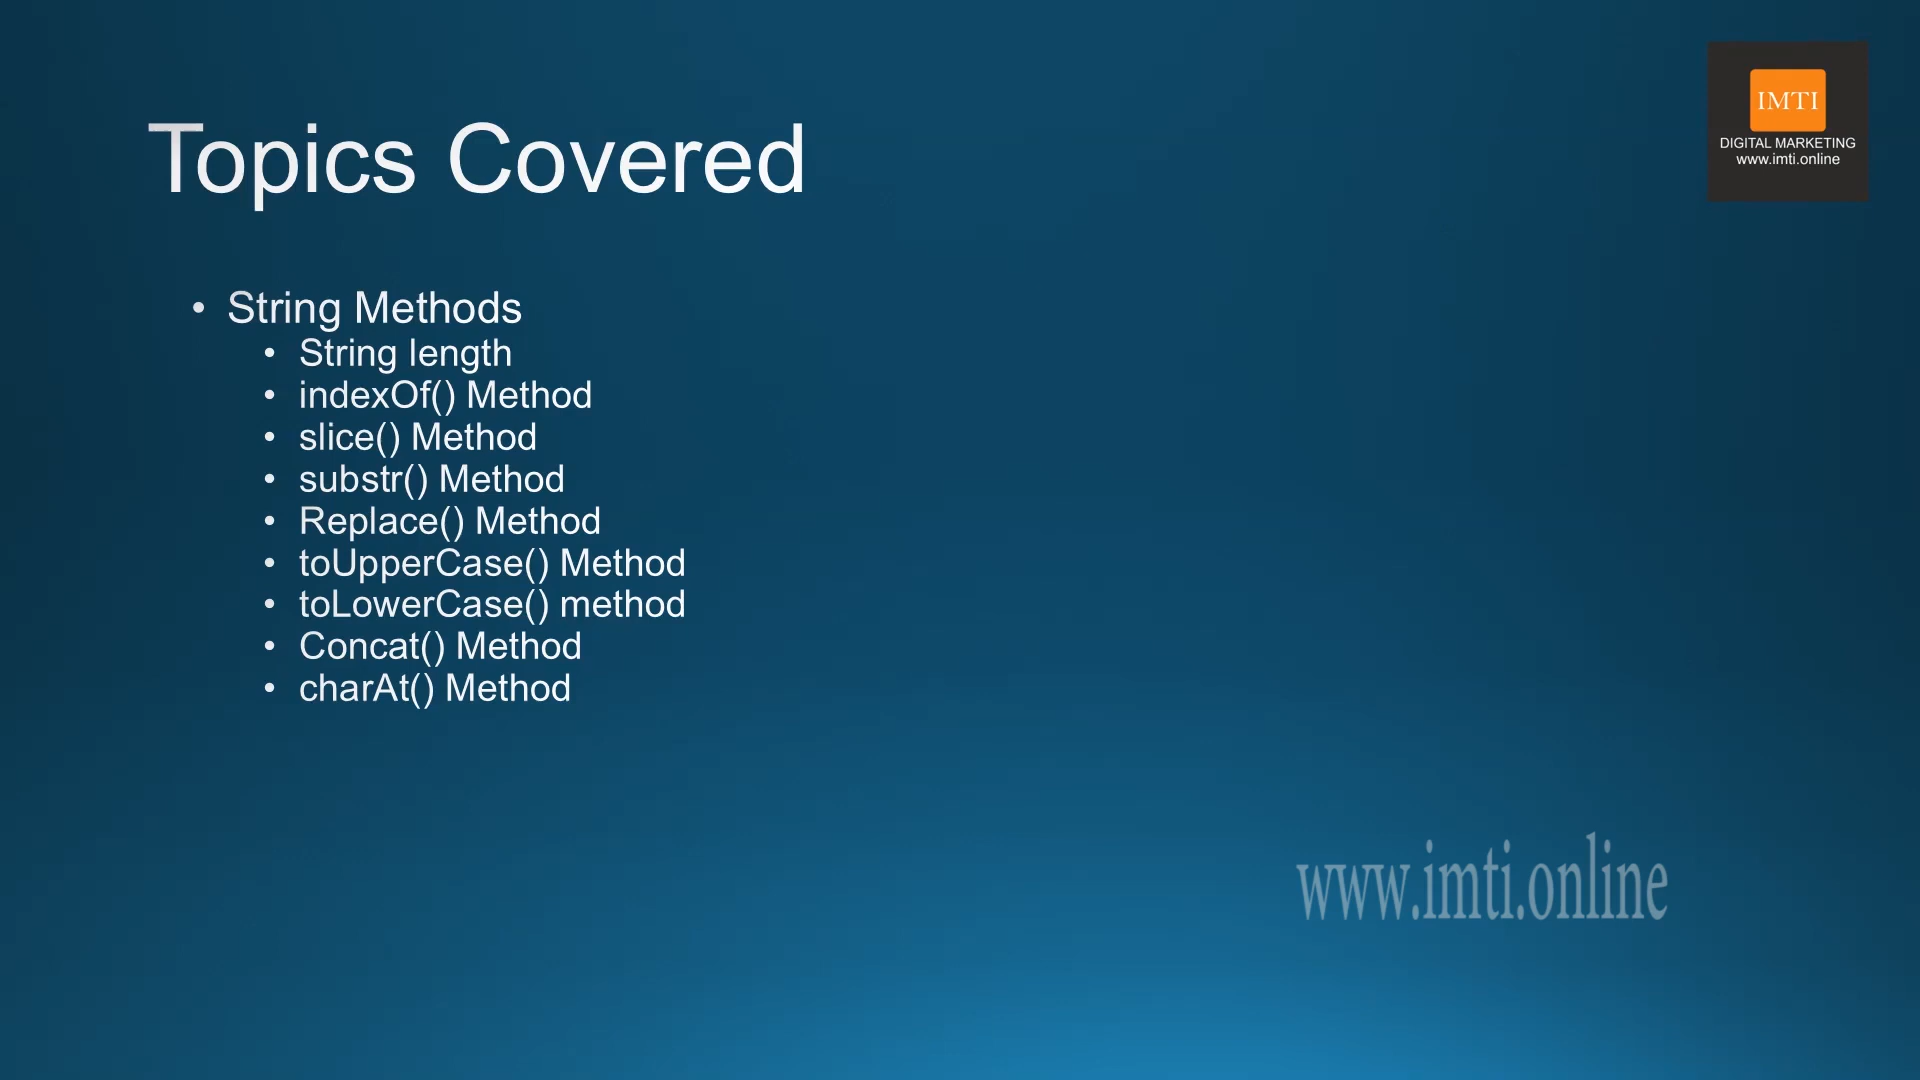 IMTI
DIGITAL MARKETING
www.imti.online
Topics Covered
• String Methods
• String length
• indexOf() Method
• slice() Method
• substr() Method
• Replace() Method
• toUpperCase() Method
• toLowerCase() method
• Concat() Method
• charAt() Method
www.imti.online